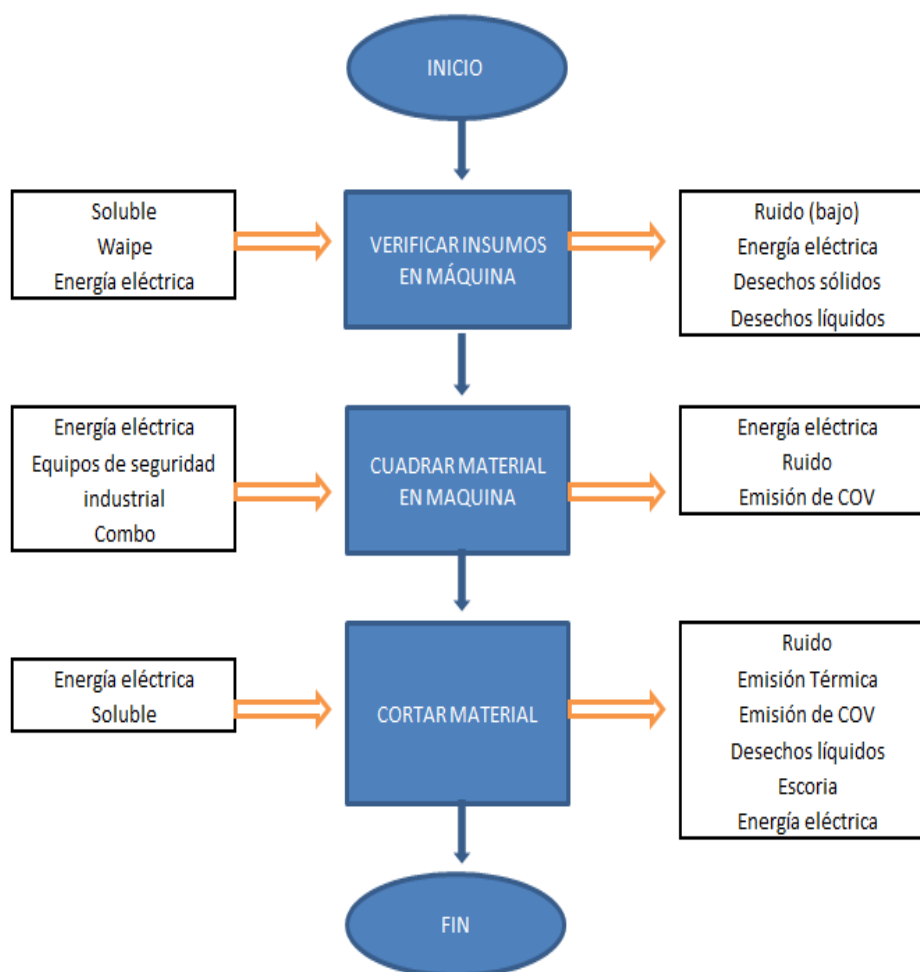 INICIO
Soluble
Waipe
Energía eléctrica
VERIFICAR INSUMOS
EN MÁQUINA
Ruido (bajo)
Energía eléctrica
Desechos sólidos
Desechos líquidos
Energía eléctrica
Equipos de seguridad
industrial
Combo
CUADRAR MATERIAL
EN MAQUINA
Energía eléctrica
Ruido
Emisión de COV
Energía eléctrica
Soluble
CORTAR MATERIAL
Ruido
Emisión Térmica
Emisión de COV
Desechos líquidos
Escoria
Energía eléctrica
FIN